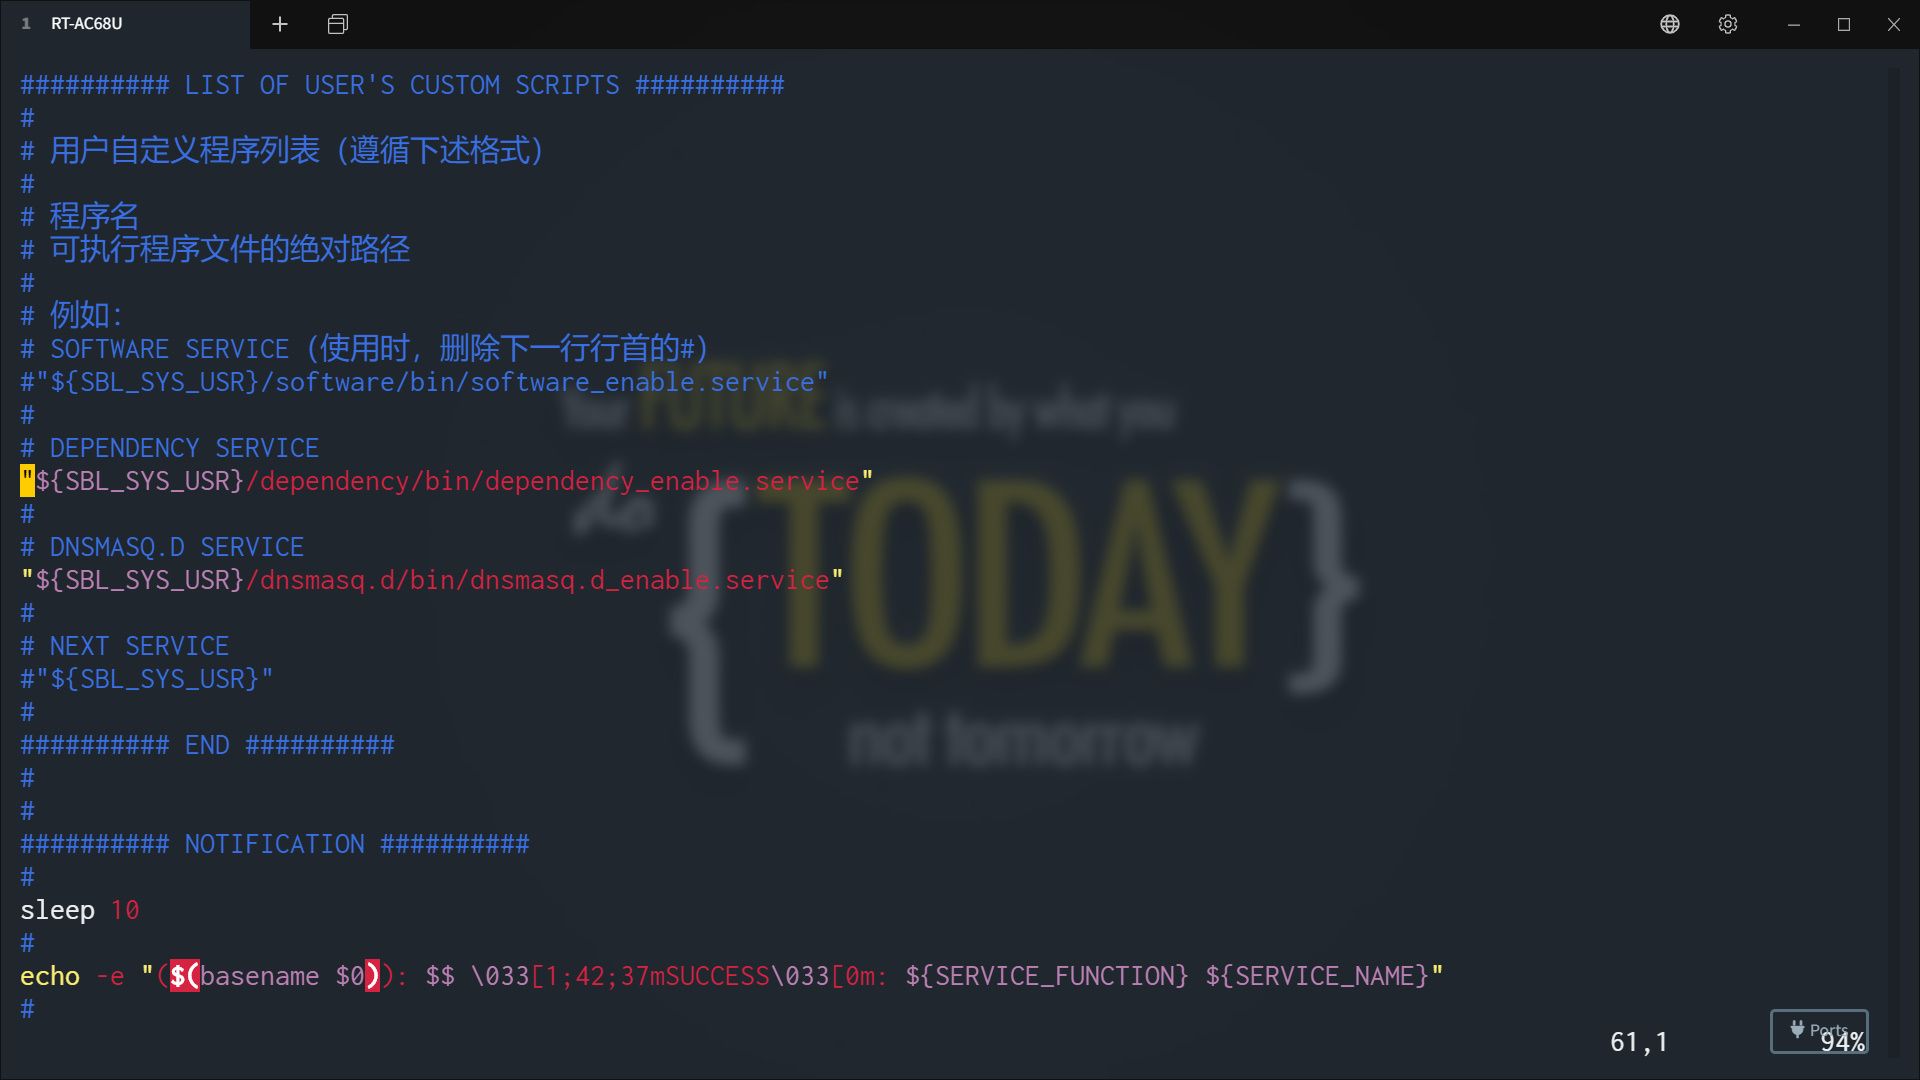 1 RT-AC68U
########## LIST OF USER'S CUSTOM SCRIPTS ##########
#
# 用户自定义程序列表（遵循下述格式）
#
# 程序名
# 可执行程序文件的绝对路径
#
# 例如：
# SOFTWARE SERVICE（使用时，删除下一行行首的#）
#"${SBL_SYS_USR}/software/bin/software_enable.service"
#
# DEPENDENCY SERVICE
"${SBL_SYS_USR}/dependency/bin/dependency_enable.service"
#
# DNSMASQ.D SERVICE
"${SBL_SYS_USR}/dnsmasq.d/bin/dnsmasq.d_enable.service"
#
# NEXT SERVICE
#"${SBL_SYS_USR}"
#
########## END ##########
#
#
########## NOTIFICATION ##########
#
sleep 10
#
echo -e "($(basename $0)): $$ \033[1;42;37mSUCCESS\033[0m: ${SERVICE_FUNCTION} ${SERVICE_NAME}"
#
61,1 94%
Ports
Your FUTURE is created by what you
do {TODAY}
not tomorrow